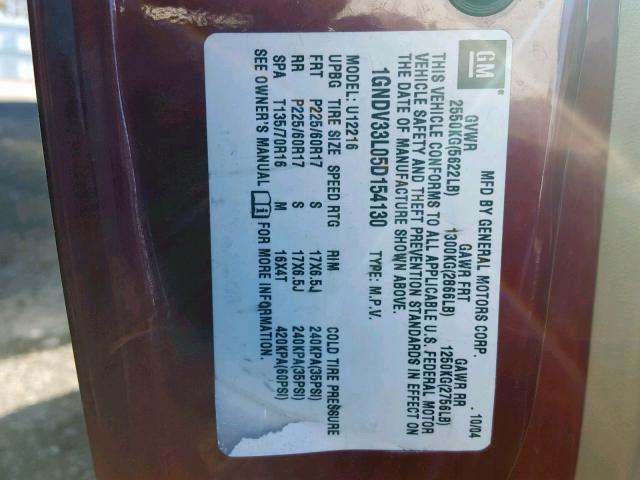 GM
MFD BY GENERAL MOTORS CORP. 10/04
GVWR GAWR FRT GAWR RR
2550KG(5622LB) 1300KG(2866LB) 1250KG(2756LB)
THIS VEHICLE CONFORMS TO ALL APPLICABLE U.S. FEDERAL MOTOR
VEHICLE SAFETY AND THEFT PREVENTION STANDARDS IN EFFECT ON
THE DATE OF MANUFACTURE SHOWN ABOVE.
1GNDV33L05D154130 TYPE: M.P.V.
MODEL: U12216
UPBG TIRE SIZE SPEED RTG RIM COLD TIRE PRESSURE
FRT P225/60R17 S 17X6.5J 240KPA(35PSI)
RR P225/60R17 S 17X6.5J 240KPA(35PSI)
SPA T135/70R16 M 16X4T 420KPA(60PSI)
SEE OWNER'S MANUAL FOR MORE INFORMATION.